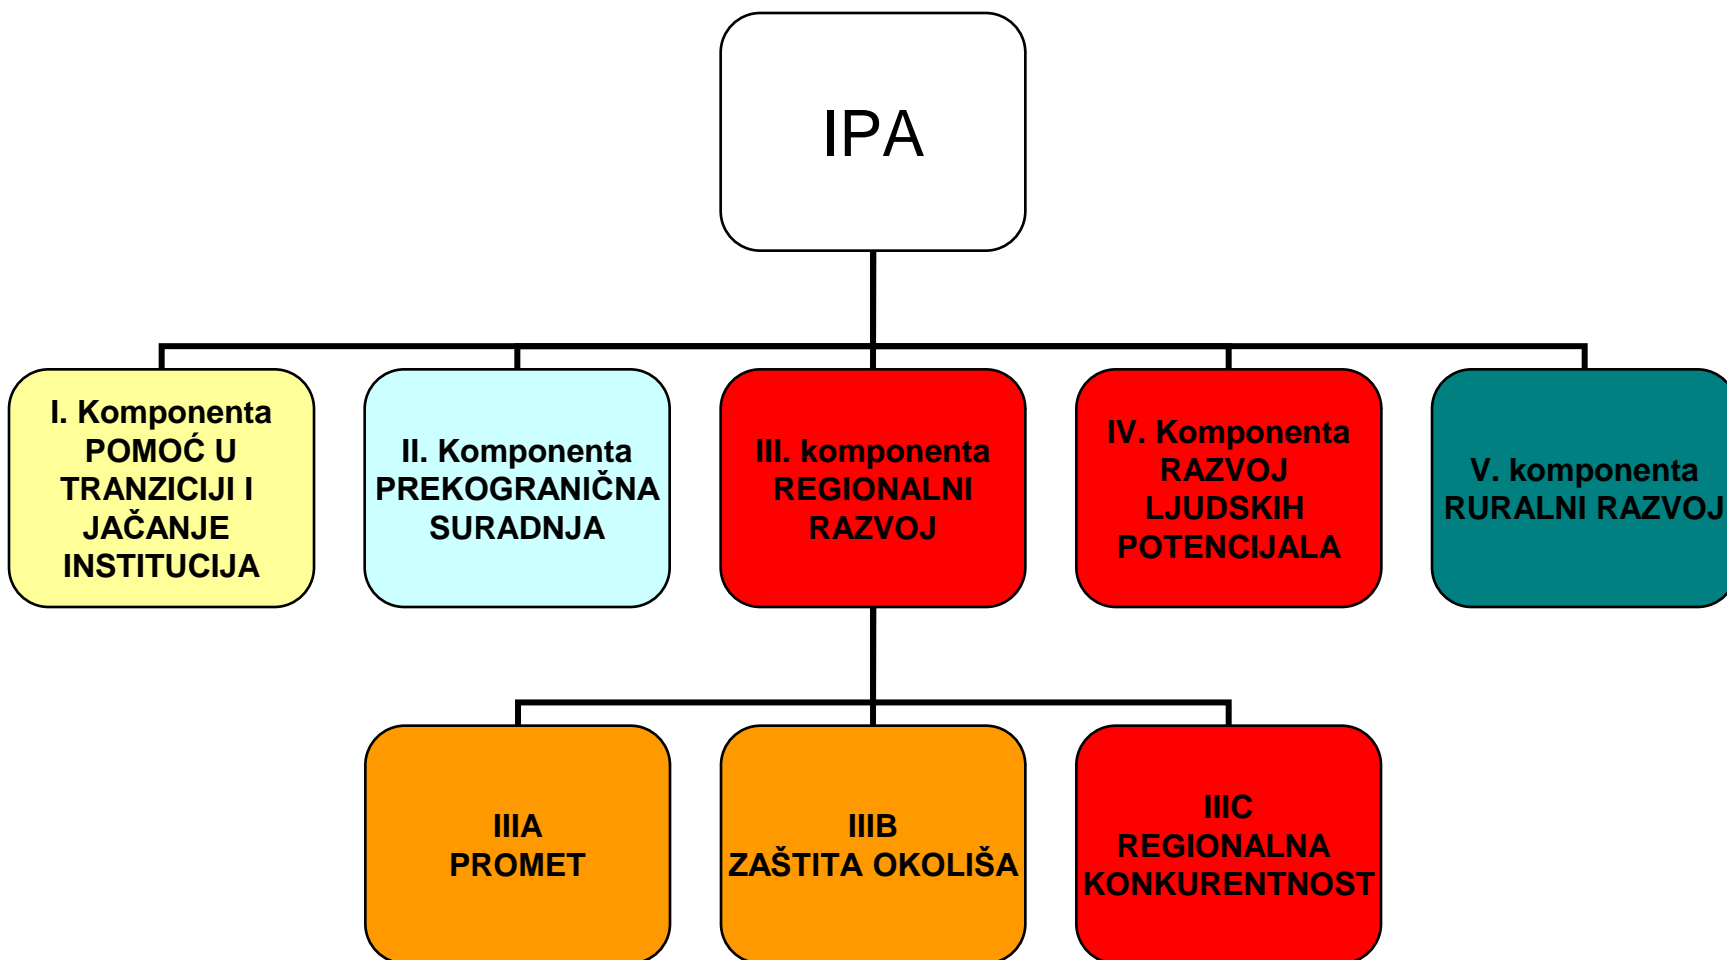 IPA
I. Komponenta
POMOĆ U
TRANZICIJI I
JAČANJE
INSTITUCIJA
II. Komponenta
PREKOGRANIČNA
SURADNJA
III. komponenta
REGIONALNI
RAZVOJ
IV. Komponenta
RAZVOJ
LJUDSKIH
POTENCIJALA
V. komponenta
RURALNI RAZVOJ
IIIA
PROMET
IIIB
ZAŠTITA OKOLIŠA
IIIC
REGIONALNA
KONKURENTNOST